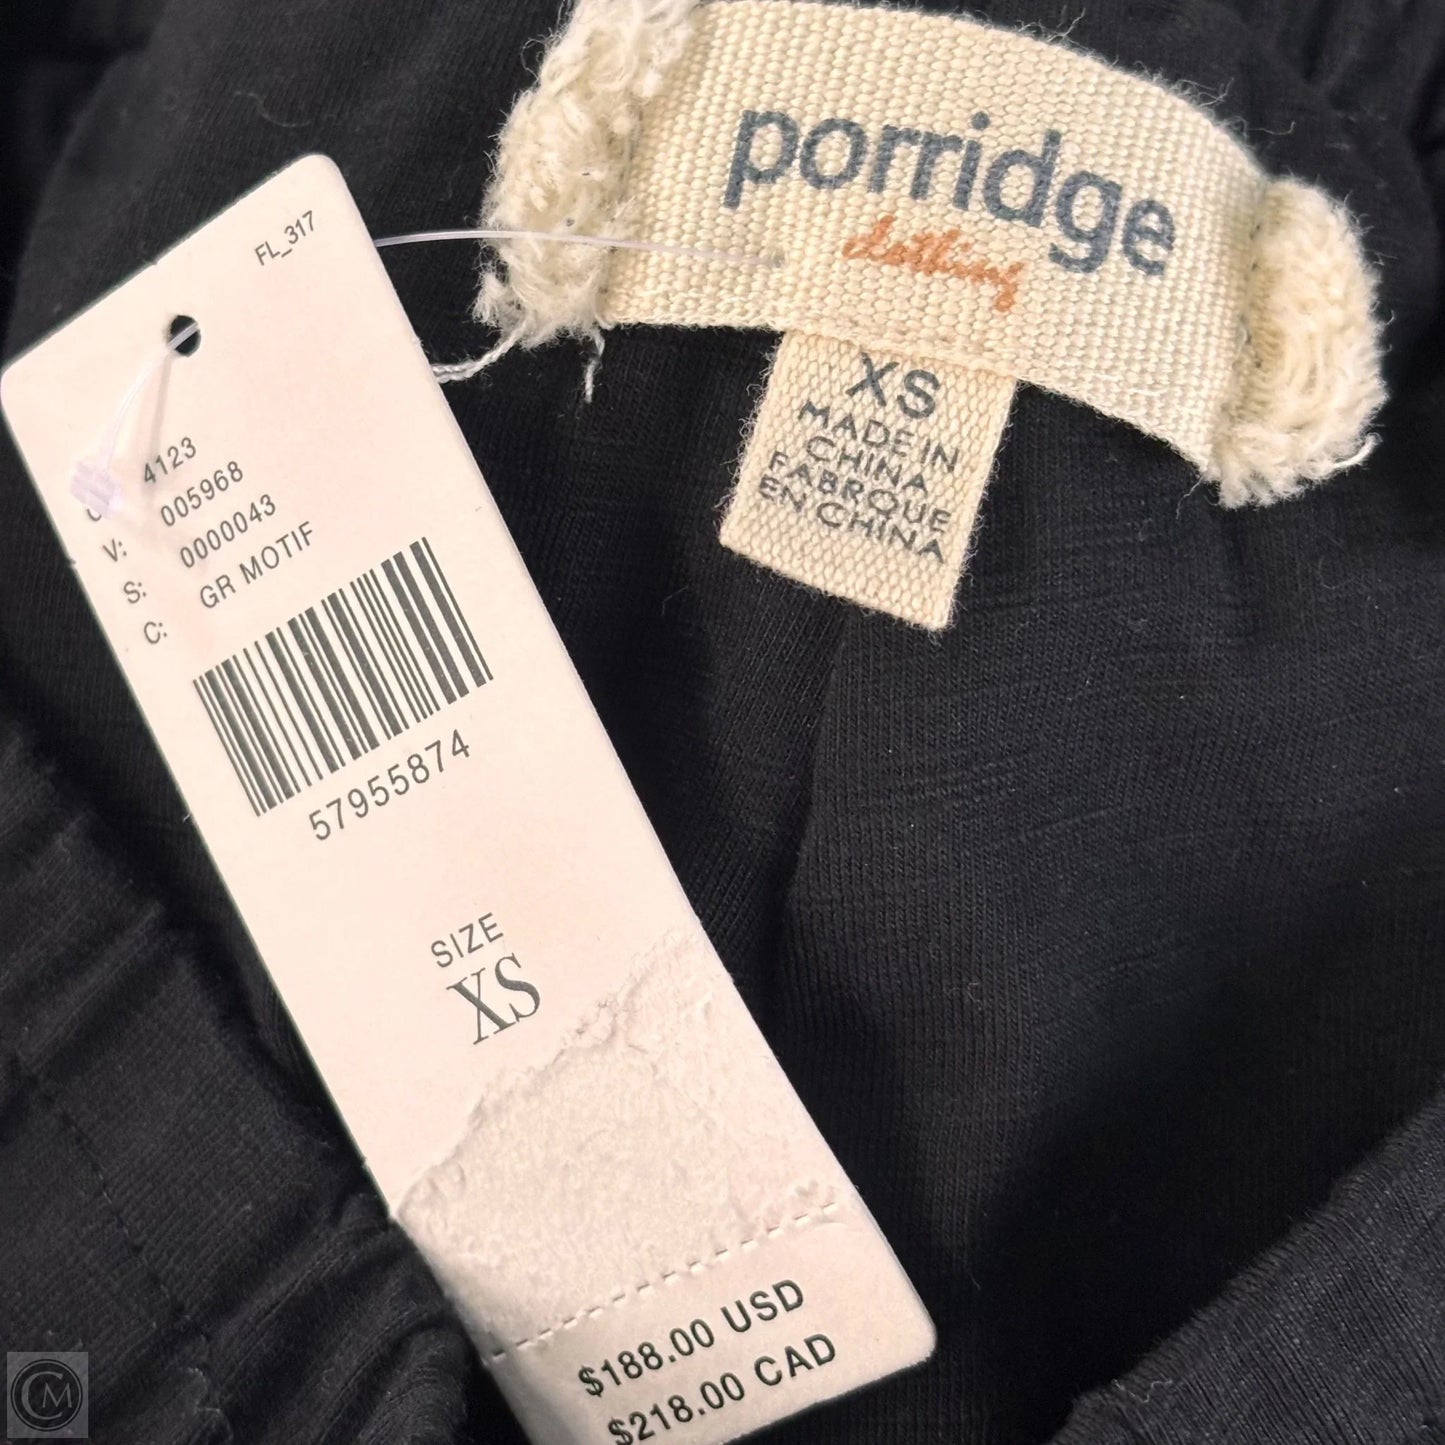 porridge
clothing
XS
MADE IN
CHINA
FABRIQUE
EN CHINA
FL_317
4123
V: 005968
S: 0000043
C: GR MOTIF
57955874
SIZE
XS
$188.00 USD
$218.00 CAD
CM